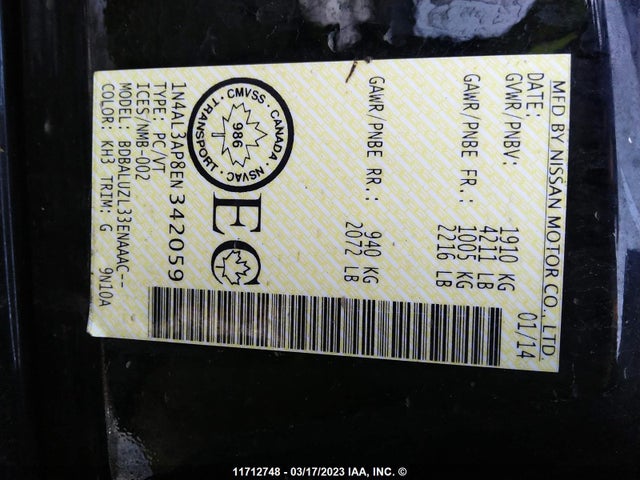 MFD BY NISSAN MOTOR CO., LTD.
DATE: 01/14
GVWR/PNBV: 1910 KG
4211 LB
GAWR/PNBE FR.: 1005 KG
2216 LB
GAWR/PNBE RR.: 940 KG
2072 LB
CMVSS · CANADA · NSVAC · TRANSPORT ·
986
EC
1N4AL3AP8EN342059
TYPE: PC/VT
ICES/NMB-002
MODEL: BDBALUZL33ENAAAC--
COLOR: KH3 TRIM: G 9N10A
11712748 - 03/17/2023 IAA, INC. ©